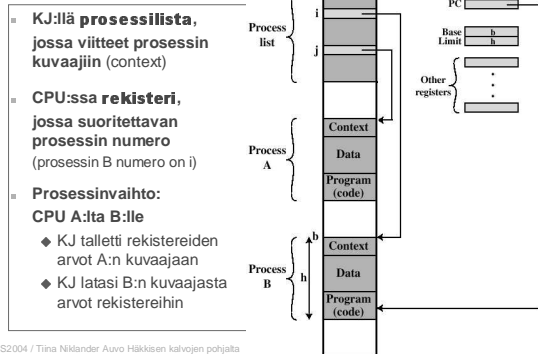 KJ:llä prosessilista,
jossa viitteet prosessin
kuvaajiin (context)
CPU:ssa rekisteri,
jossa suoritettavan
prosessin numero
(prosessin B numero on i)
Prosessinvaihto:
CPU A:lta B:lle
KJ talletti rekistereiden
arvot A:n kuvaajaan
KJ latasi B:n kuvaajasta
arvot rekistereihin
Process
list
i
j
Process
A
Context
Data
Program
(code)
Process
B
h
b
Context
Data
Program
(code)
PC
Base
Limit
b
h
Other
registers
S2004 / Tiina Niklander Auvo Häkkisen kalvojen pohjalta